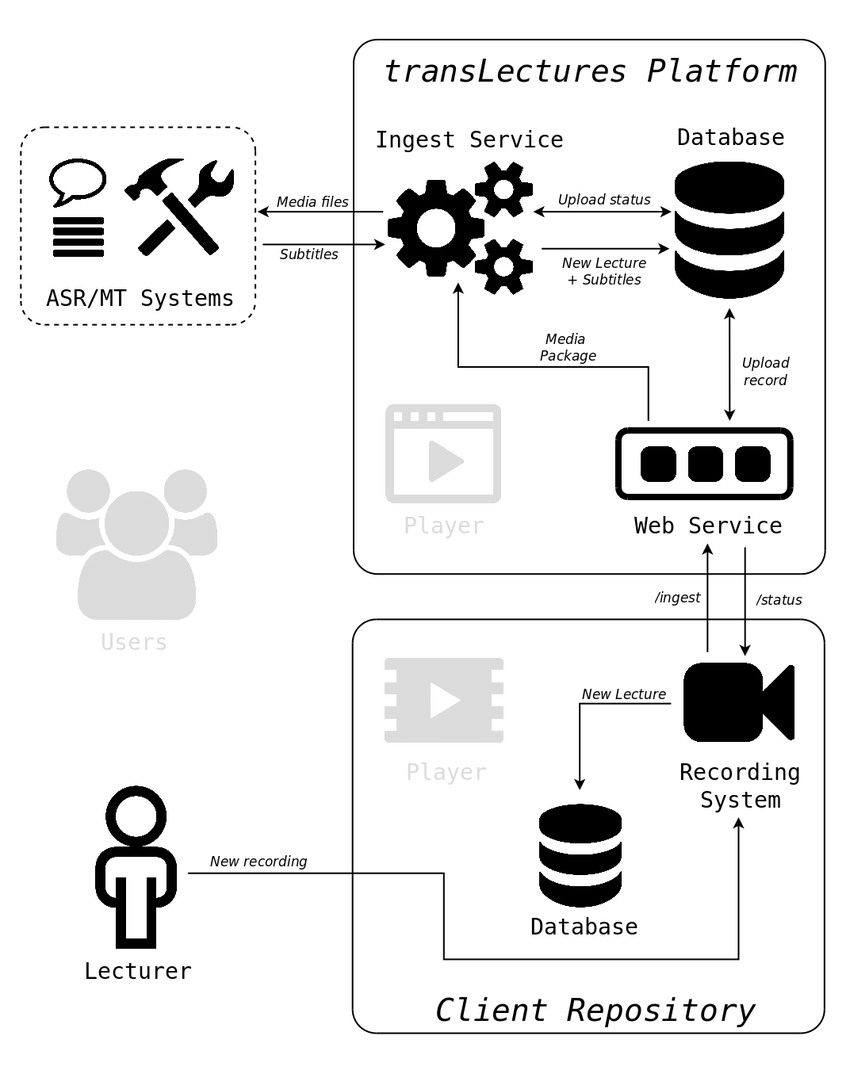 transLectures Platform
Ingest Service
Database
Media files
Subtitles
ASR/MT Systems
Upload status
New Lecture
+ Subtitles
Media
Package
Upload
record
Player
Web Service
Users
/ingest
/status
New Lecture
Player
Recording
System
New recording
Database
Lecturer
Client Repository